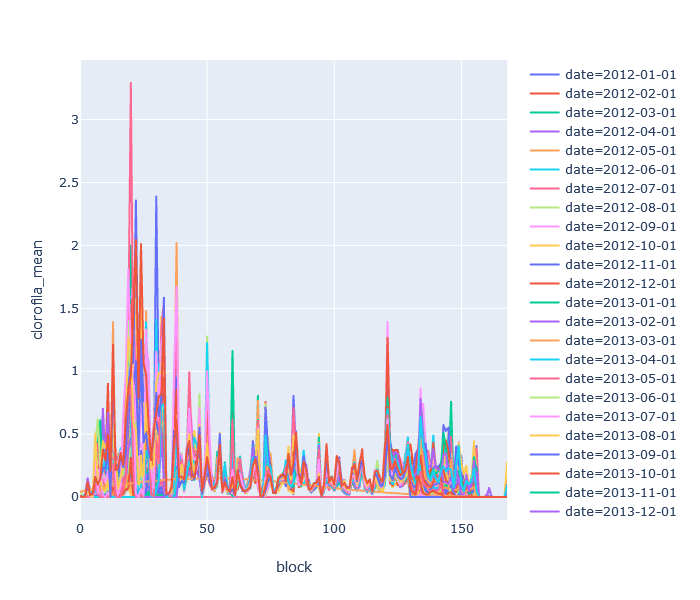 clorofila_mean
3
2.5
2
1.5
1
0.5
0
0
50
100
150
block
date=2012-01-01
date=2012-02-01
date=2012-03-01
date=2012-04-01
date=2012-05-01
date=2012-06-01
date=2012-07-01
date=2012-08-01
date=2012-09-01
date=2012-10-01
date=2012-11-01
date=2012-12-01
date=2013-01-01
date=2013-02-01
date=2013-03-01
date=2013-04-01
date=2013-05-01
date=2013-06-01
date=2013-07-01
date=2013-08-01
date=2013-09-01
date=2013-10-01
date=2013-11-01
date=2013-12-01